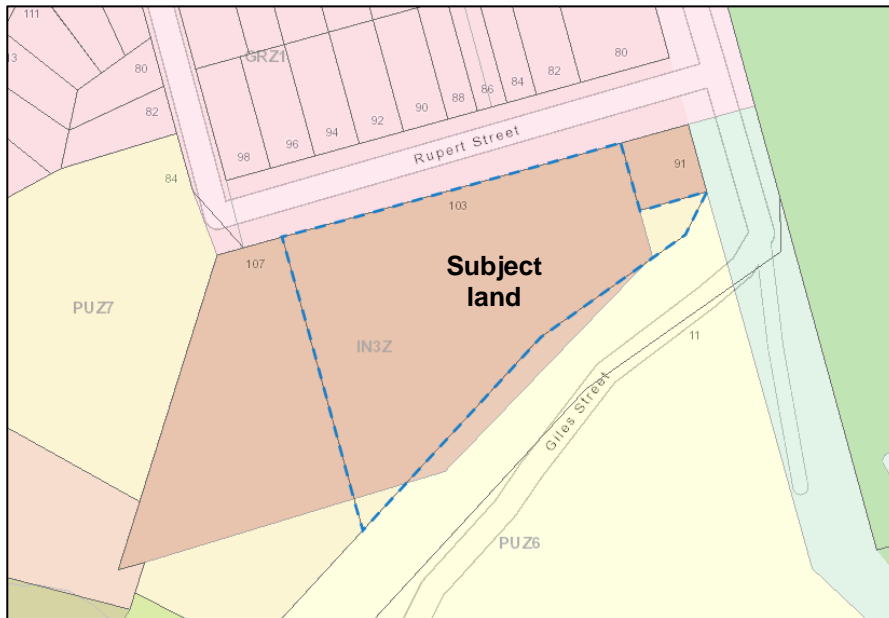 111
13
80
82
84
GRZ1
98
96
94
92
90
88
86
84
82
80
Rupert Street
91
103
107
Subject
land
PUZ7
IN3Z
11
Giles Street
PUZ6